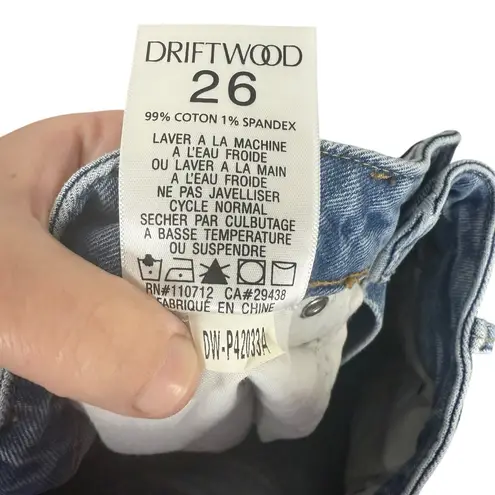 DRIFTWOOD
26
99% COTON 1% SPANDEX
LAVER A LA MACHINE
A L'EAU FROIDE
OU LAVER A LA MAIN
A L'EAU FROIDE
NE PAS JAVELLISER
CYCLE NORMAL
SECHER PAR CULBUTAGE
A BASSE TEMPERATURE
OU SUSPENDRE
RN#110712 CA#29438
FABRIQUÉ EN CHINE
DW-P42033A